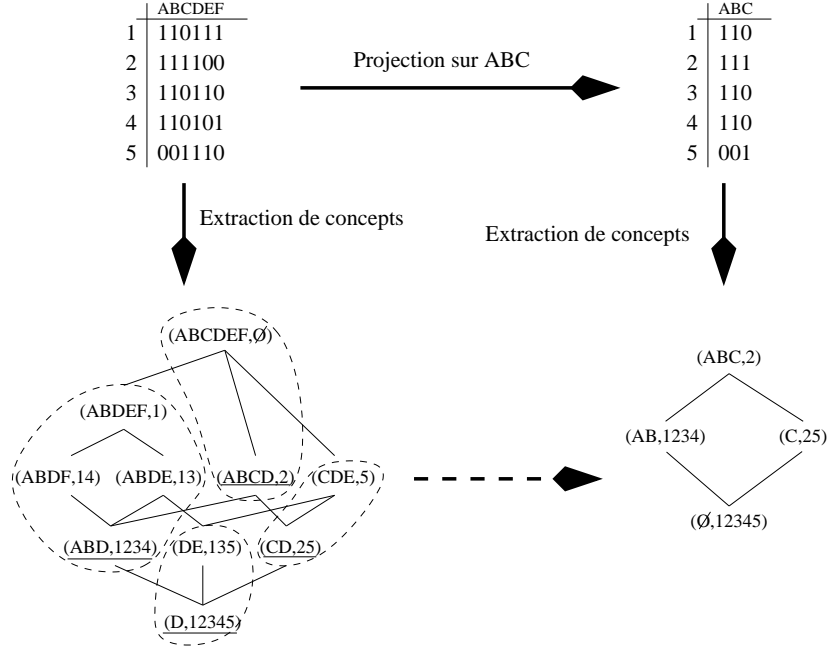 ABCDEF
1 110111
2 111100
3 110110
4 110101
5 001110
Projection sur ABC
ABC
1 110
2 111
3 110
4 110
5 001
Extraction de concepts
Extraction de concepts
(ABCDEF,Ø)
(ABDEF,1)
(ABDF,14) (ABDE,13) (ABCD,2) (CDE,5)
(ABD,1234) (DE,135) (CD,25)
(D,12345)
(ABC,2)
(AB,1234) (C,25)
(Ø,12345)